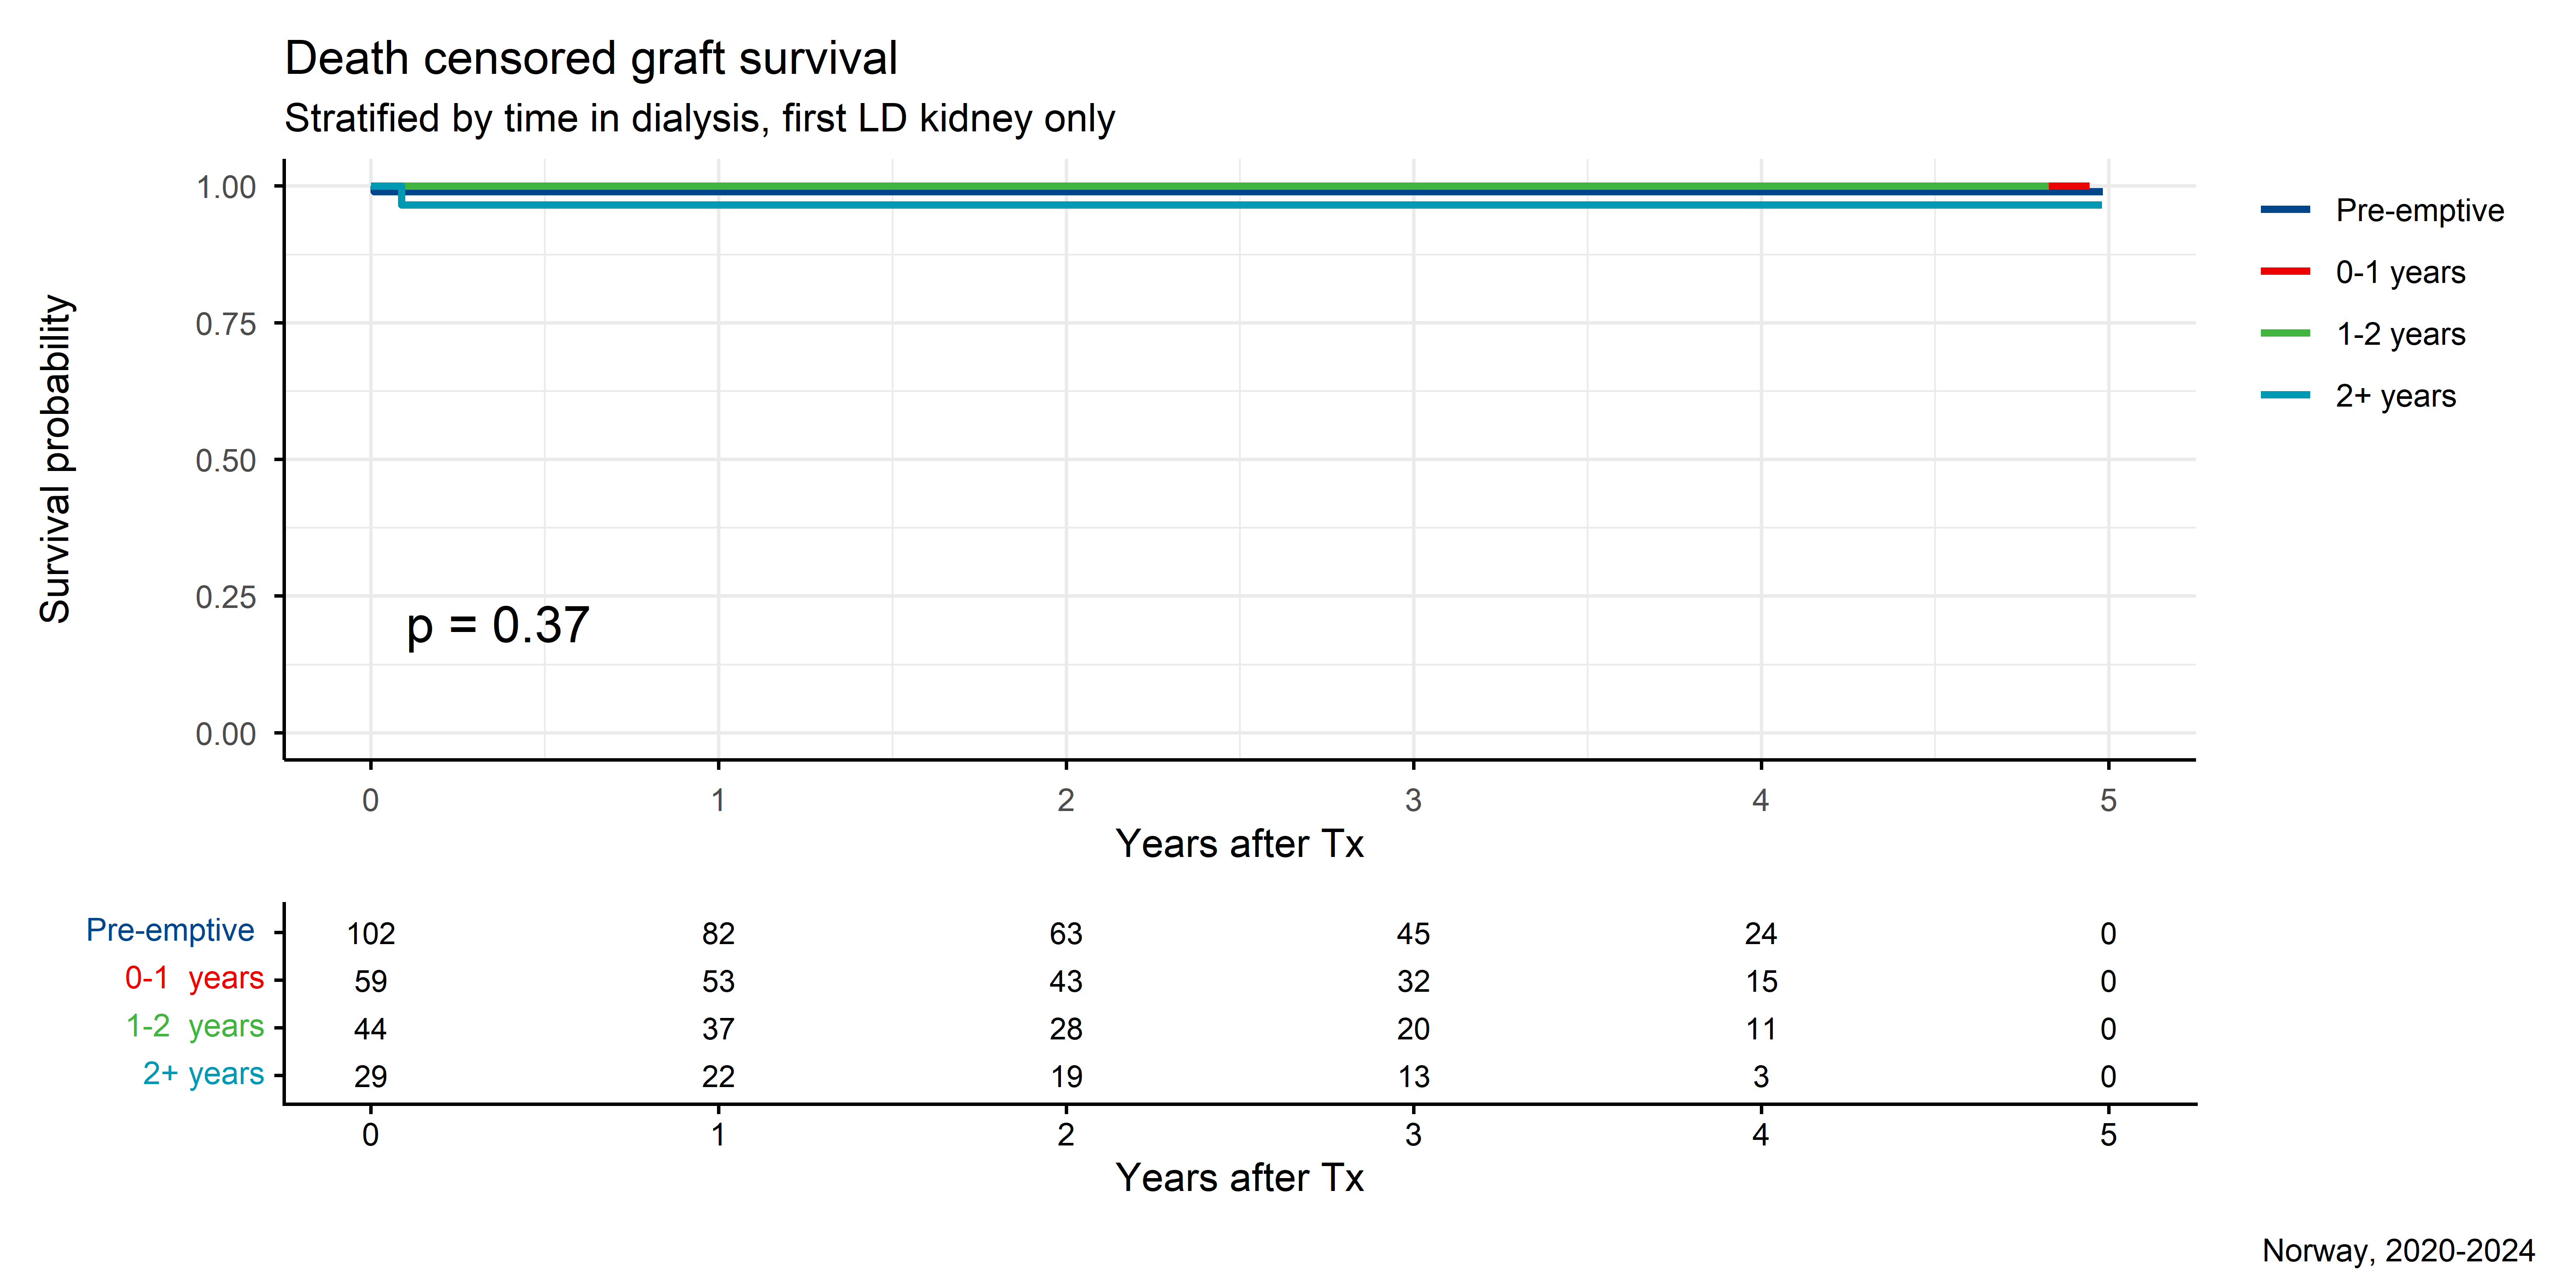 Death censored graft survival
Stratified by time in dialysis, first LD kidney only
Survival probability
1.00
0.75
0.50
0.25
0.00
p = 0.37
0 1 2 3 4 5
Years after Tx
Pre-emptive
0-1 years
1-2 years
2+ years
Pre-emptive 102 82 63 45 24 0
0-1 years 59 53 43 32 15 0
1-2 years 44 37 28 20 11 0
2+ years 29 22 19 13 3 0
0 1 2 3 4 5
Years after Tx
Norway, 2020-2024